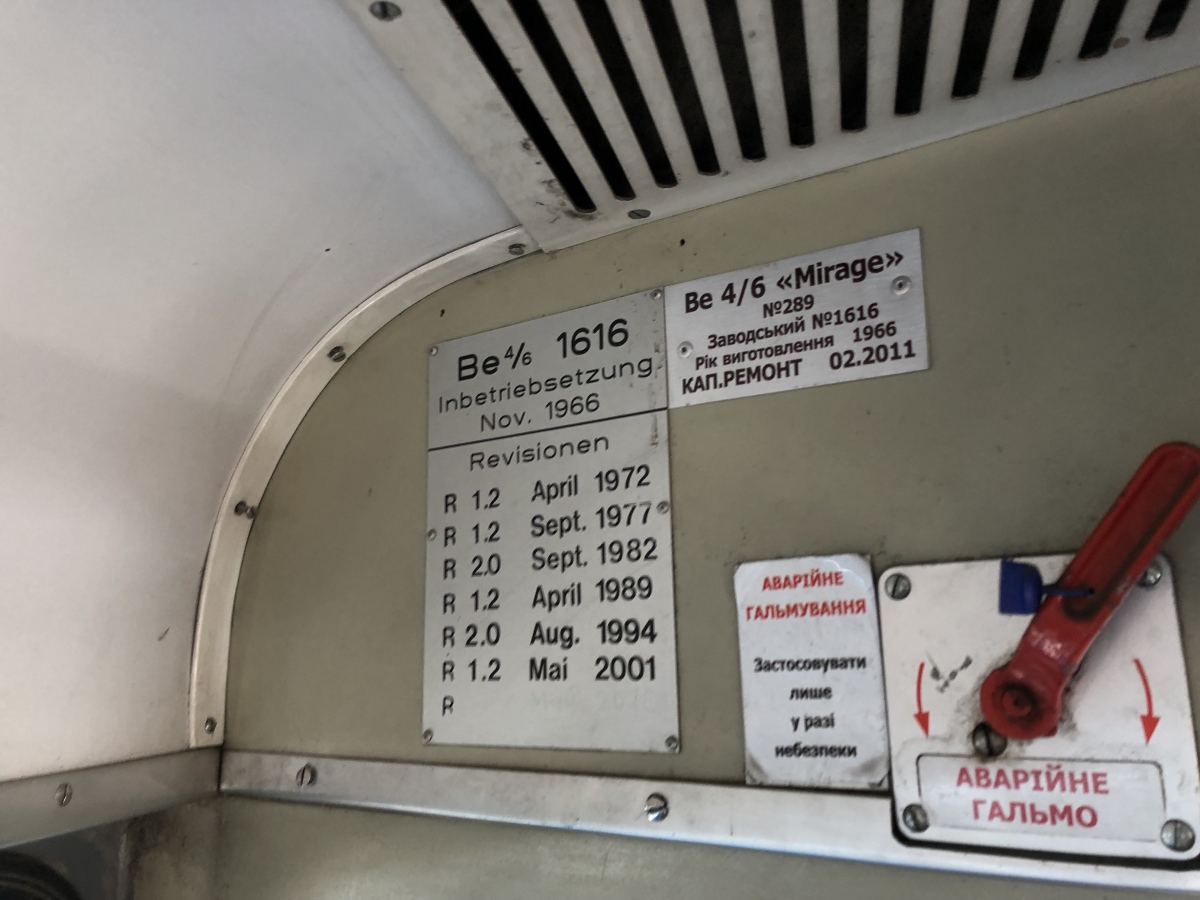 Be 4/6 1616
Inbetriebsetzung
Nov. 1966
Revisionen
R 1.2 April 1972
R 1.2 Sept. 1977
R 2.0 Sept. 1982
R 1.2 April 1989
R 2.0 Aug. 1994
R 1.2 Mai 2001
R
Be 4/6 «Mirage»
№289
Заводський №1616
Рік виготовлення 1966
КАП.РЕМОНТ 02.2011
АВАРІЙНЕ
ГАЛЬМУВАННЯ
Застосовувати
лише
у разі
небезпеки
АВАРІЙНЕ
ГАЛЬМО